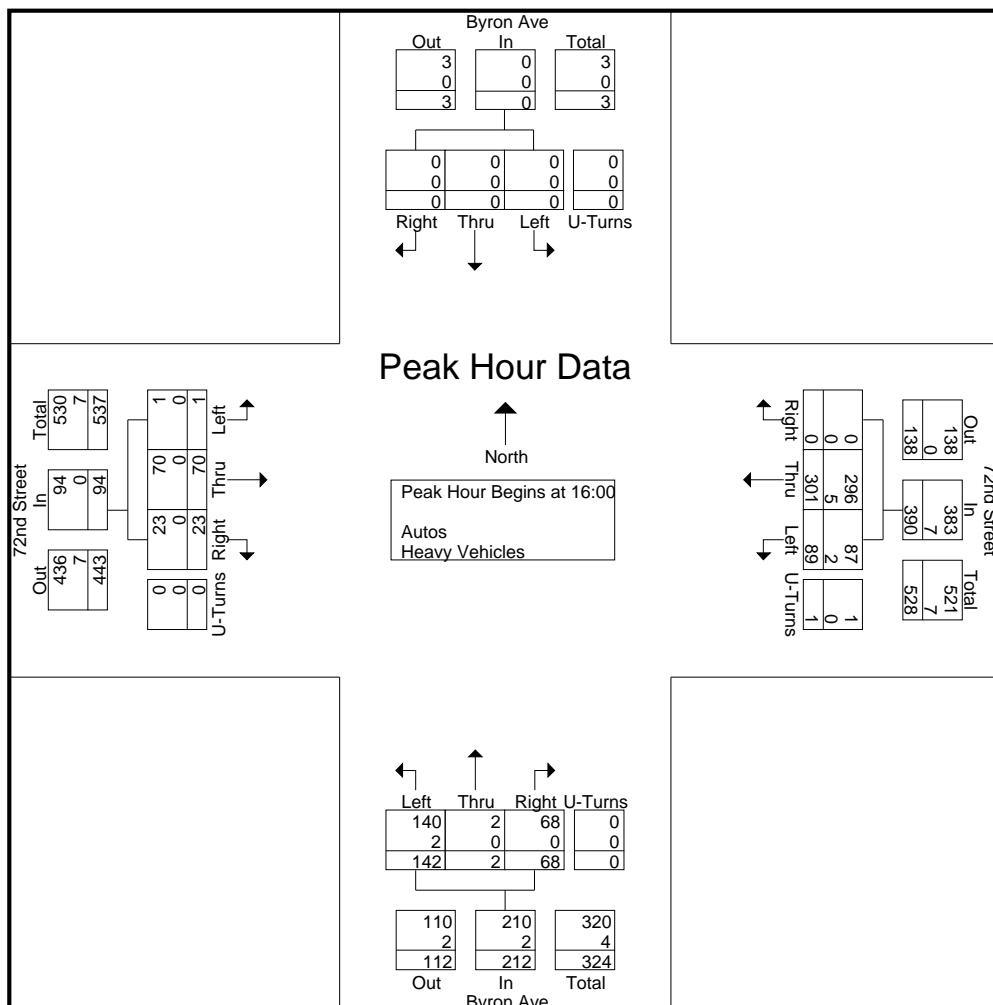 Byron Ave
Out In Total
3 0 3
0 0 0
3 0 3
0 0 0 0
0 0 0 0
0 0 0 0
Right Thru Left U-Turns
Peak Hour Data
North
Peak Hour Begins at 16:00
Autos
Heavy Vehicles
72nd Street
Total In Out
530 94 436
7 0 7
537 94 443
1 70 23 0
0 0 0 0
1 70 23 0
Left Thru Right U-Turns
72nd Street
Out In Total
138 383 521
0 7 7
138 390 528
0 296 87 1
0 5 2 0
0 301 89 1
Right Thru Left U-Turns
Left Thru Right U-Turns
140 2 68 0
2 0 0 0
142 2 68 0
110 210 320
2 2 4
112 212 324
Out In Total
Byron Ave